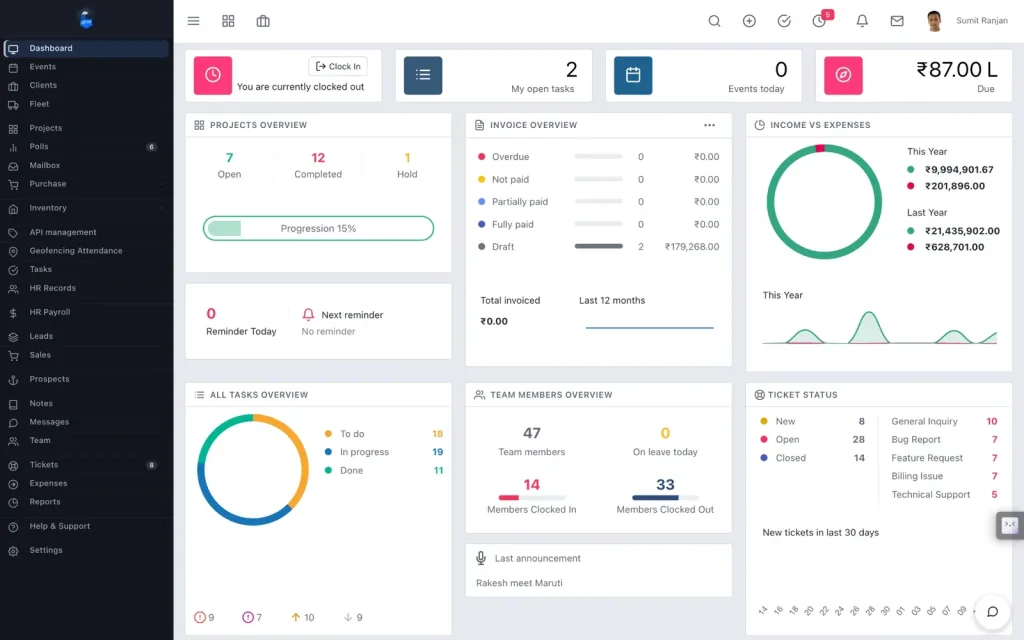 Dashboard
Events
Clients
Fleet
Projects
Polls 6
Mailbox
Purchase
Inventory
API management
Geofencing Attendance
Tasks
HR Records
HR Payroll
Leads
Sales
Prospects
Notes
Messages
Team
Tickets 8
Expenses
Reports
Help & Support
Settings
5
Sumit Ranjan
Clock In
You are currently clocked out
2
My open tasks
0
Events today
₹87.00 L
Due
PROJECTS OVERVIEW
7 12 1
Open Completed Hold
Progression 15%
0
Reminder Today
Next reminder
No reminder
INVOICE OVERVIEW
Overdue 0 ₹0.00
Not paid 0 ₹0.00
Partially paid 0 ₹0.00
Fully paid 0 ₹0.00
Draft 2 ₹179,268.00
Total invoiced Last 12 months
₹0.00
INCOME VS EXPENSES
This Year
₹9,994,901.67
₹201,896.00
Last Year
₹21,435,902.00
₹628,701.00
This Year
ALL TASKS OVERVIEW
To do 18
In progress 19
Done 11
9 7 10 9
TEAM MEMBERS OVERVIEW
47 0
Team members On leave today
14 33
Members Clocked In Members Clocked Out
Last announcement
Rakesh meet Maruti
TICKET STATUS
New 8
Open 28
Closed 14
General Inquiry 10
Bug Report 7
Feature Request 7
Billing Issue 7
Technical Support 5
New tickets in last 30 days
14 16 18 20 22 24 26 28 30 01 03 05 07 09